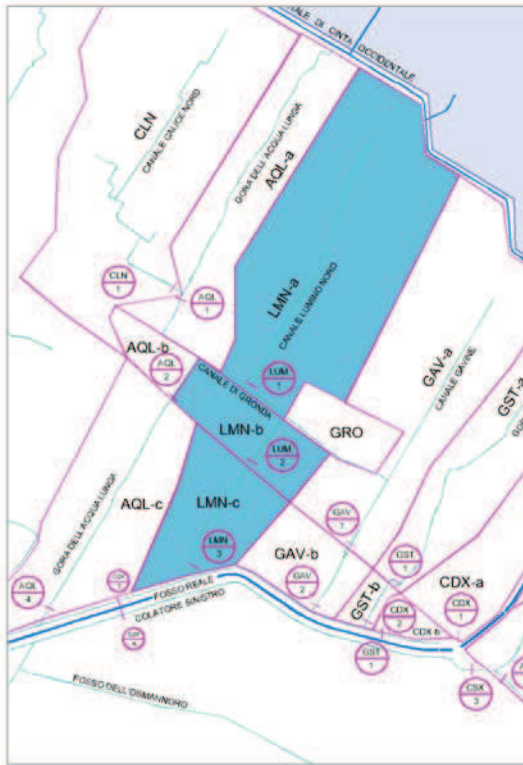 CANALE DI CINTA OCCIDENTALE
CLN
CANALE CALICE NORD
GORA DELL'ACQUA LUNGA
AQL-a
LMN-a
CANALE LUMINO NORD
CLN
1
AQL
1
AQL-b
AQL
2
CANALE DI GRONDA
LUM
1
GAV-a
CANALE GAVINE
GST-a
LMN-b
LUM
2
GRO
AQL-c
LMN-c
GORA DELL'ACQUA LUNGA
GAV
1
LMN
3
GAV-b
GST
1
GAV
2
GST-b
CDX-a
CDX
1
CDX
2
CDX-b
AQL
4
FOSSO REALE
COLATORE SINISTRO
GST
1
CSX
3
FOSSO DELL'OSMANNORO